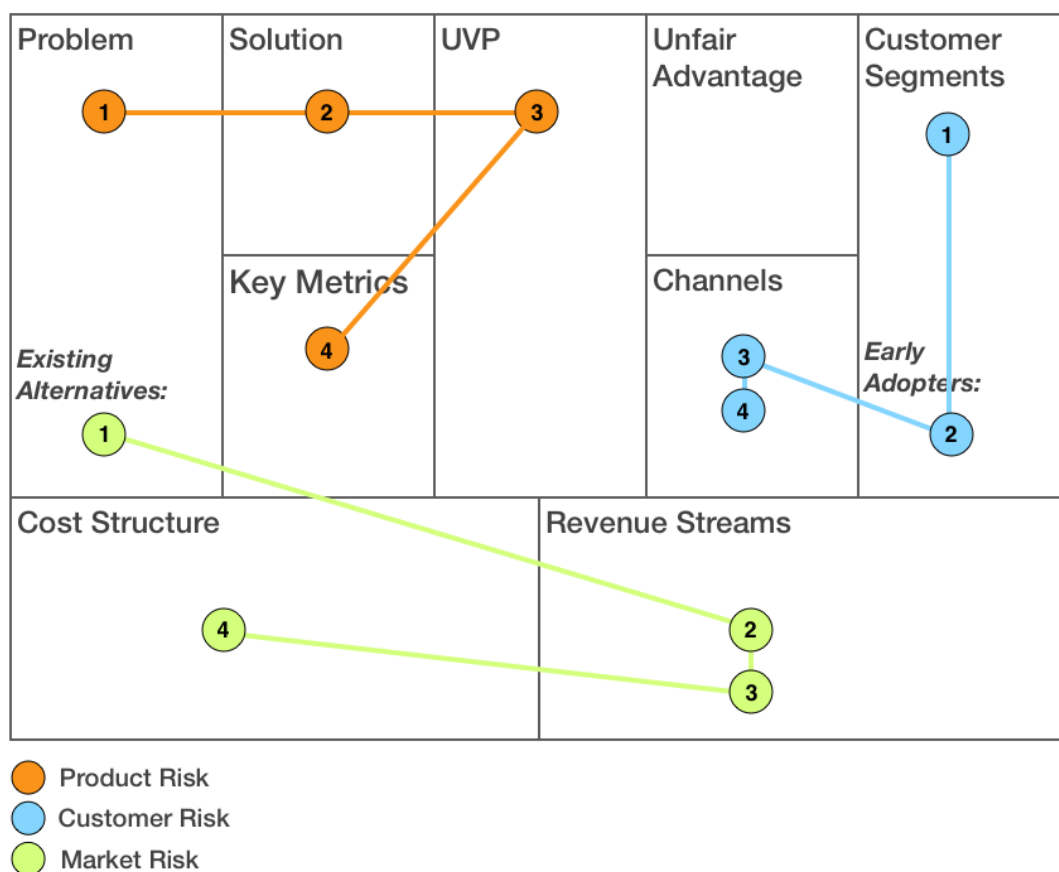 Problem
1
Existing
Alternatives:
1
Solution
2
Key Metrics
4
UVP
3
Unfair
Advantage
Channels
3
4
Customer
Segments
1
Early
Adopters:
2
Cost Structure
4
Revenue Streams
2
3
Product Risk
Customer Risk
Market Risk